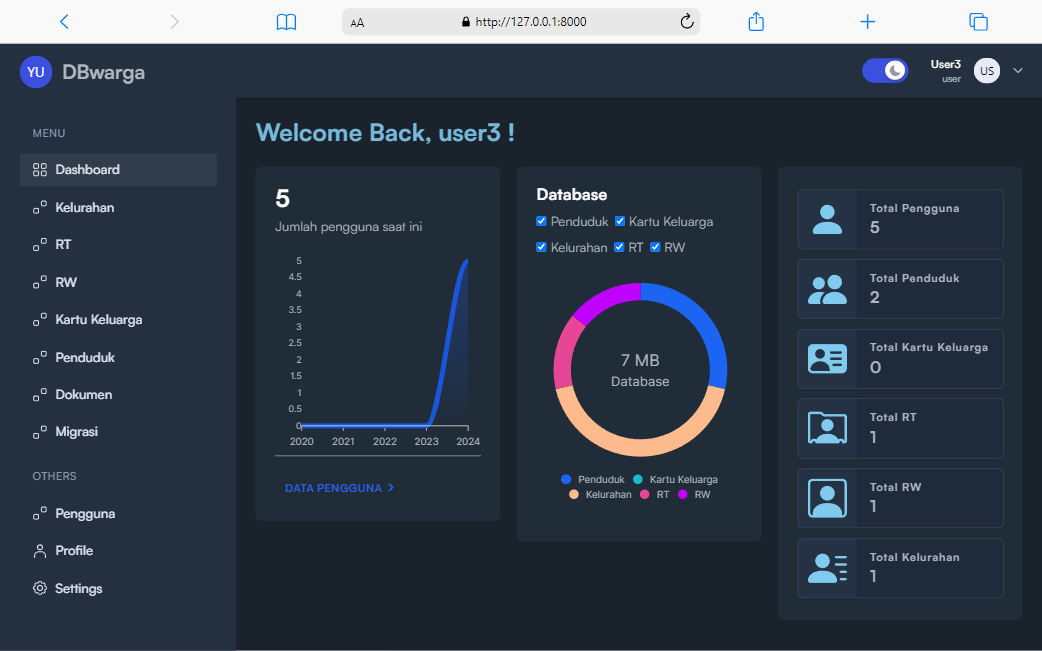 AA http://127.0.0.1:8000
YU DBwarga
User3
user
US
MENU
Dashboard
Kelurahan
RT
RW
Kartu Keluarga
Penduduk
Dokumen
Migrasi
OTHERS
Pengguna
Profile
Settings
Welcome Back, user3 !
5
Jumlah pengguna saat ini
5
4.5
4
3.5
3
2.5
2
1.5
1
0.5
0
2020 2021 2022 2023 2024
DATA PENGGUNA
Database
Penduduk Kartu Keluarga
Kelurahan RT RW
7 MB
Database
Penduduk Kartu Keluarga
Kelurahan RT RW
Total Pengguna
5
Total Penduduk
2
Total Kartu Keluarga
0
Total RT
1
Total RW
1
Total Kelurahan
1